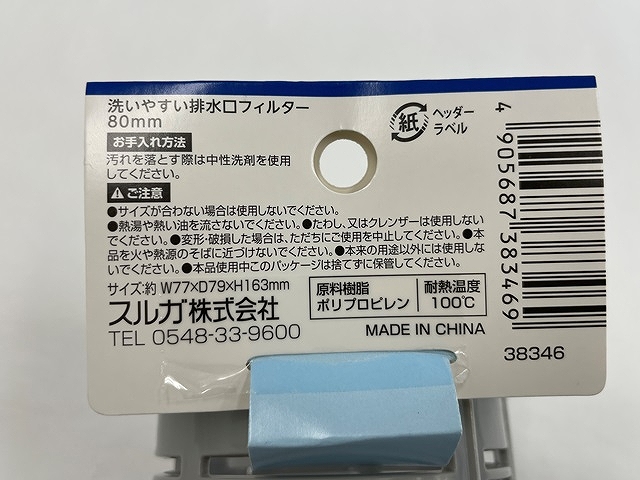 洗いやすい排水口フィルター
80mm
お手入れ方法
汚れを落とす際は中性洗剤を使用
してください。
ご注意
●サイズが合わない場合は使用しないでください。
●熱湯や熱い油を流さないでください。●たわし、又はクレンザーは使用しない
でください。●変形・破損した場合は、ただちにご使用を中止してください。●本
品を火や熱源のそばに近づけないでください。●本来の用途以外には使用しな
いでください。●本品使用中このパッケージは捨てずに保管してください。
サイズ:約 W77×D79×H163mm
スルガ株式会社
TEL 0548-33-9600
原料樹脂
ポリプロピレン
耐熱温度
100℃
MADE IN CHINA
紙
ヘッダー
ラベル
4 905687 383469
38346